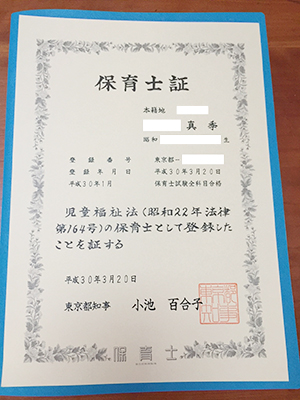 保育士証
本籍地
真季
昭和 生
登録番号 東京都-
登録年月日 平成30年3月20日
平成30年1月 保育士試験全科目合格
児童福祉法(昭和22年法律
第164号)の保育士として登録した
ことを証する
平成30年3月20日
東京都知事 小池 百合子
保育士